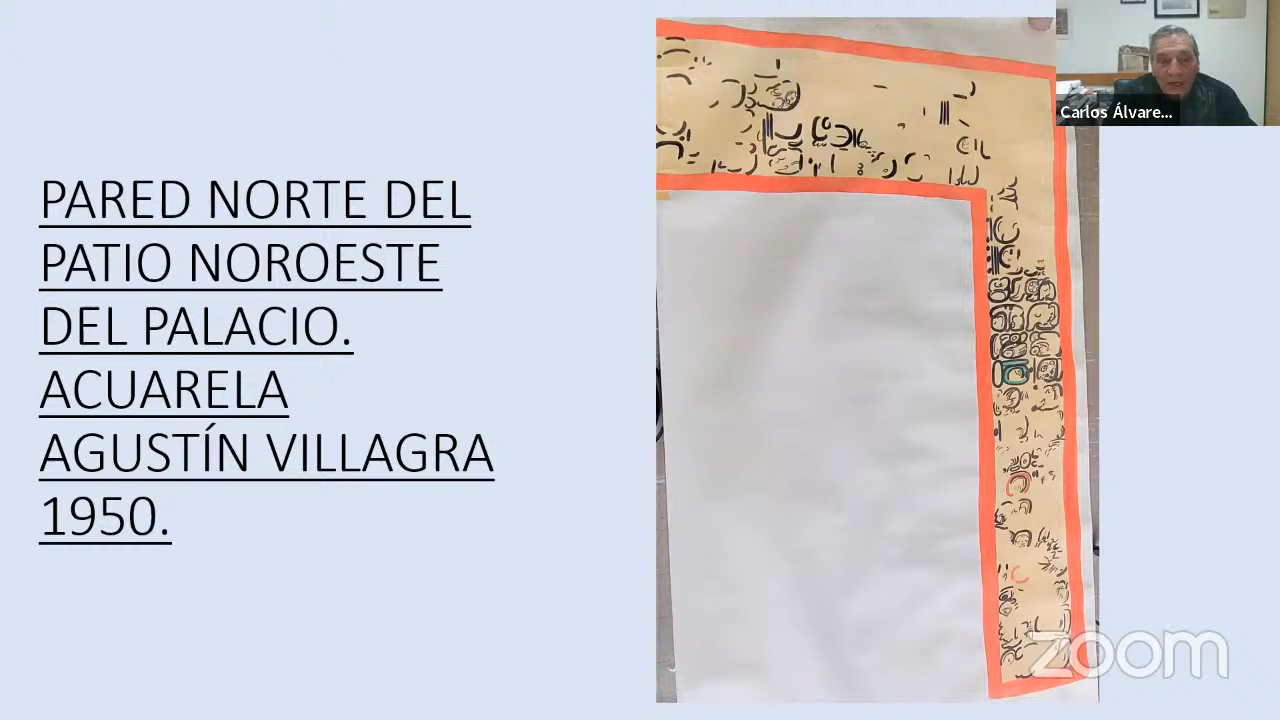 PARED NORTE DEL
PATIO NOROESTE
DEL PALACIO.
ACUARELA
AGUSTÍN VILLAGRA
1950.
Carlos Álvare...
zoom